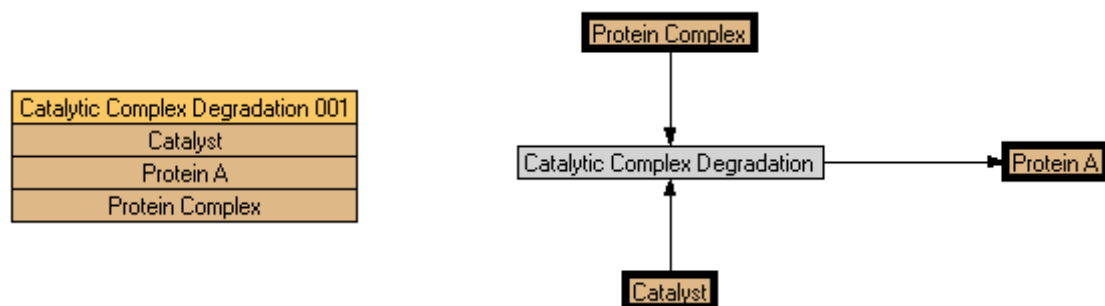 Catalytic Complex Degradation 001
Catalyst
Protein A
Protein Complex
Protein Complex
Catalytic Complex Degradation
Protein A
Catalyst